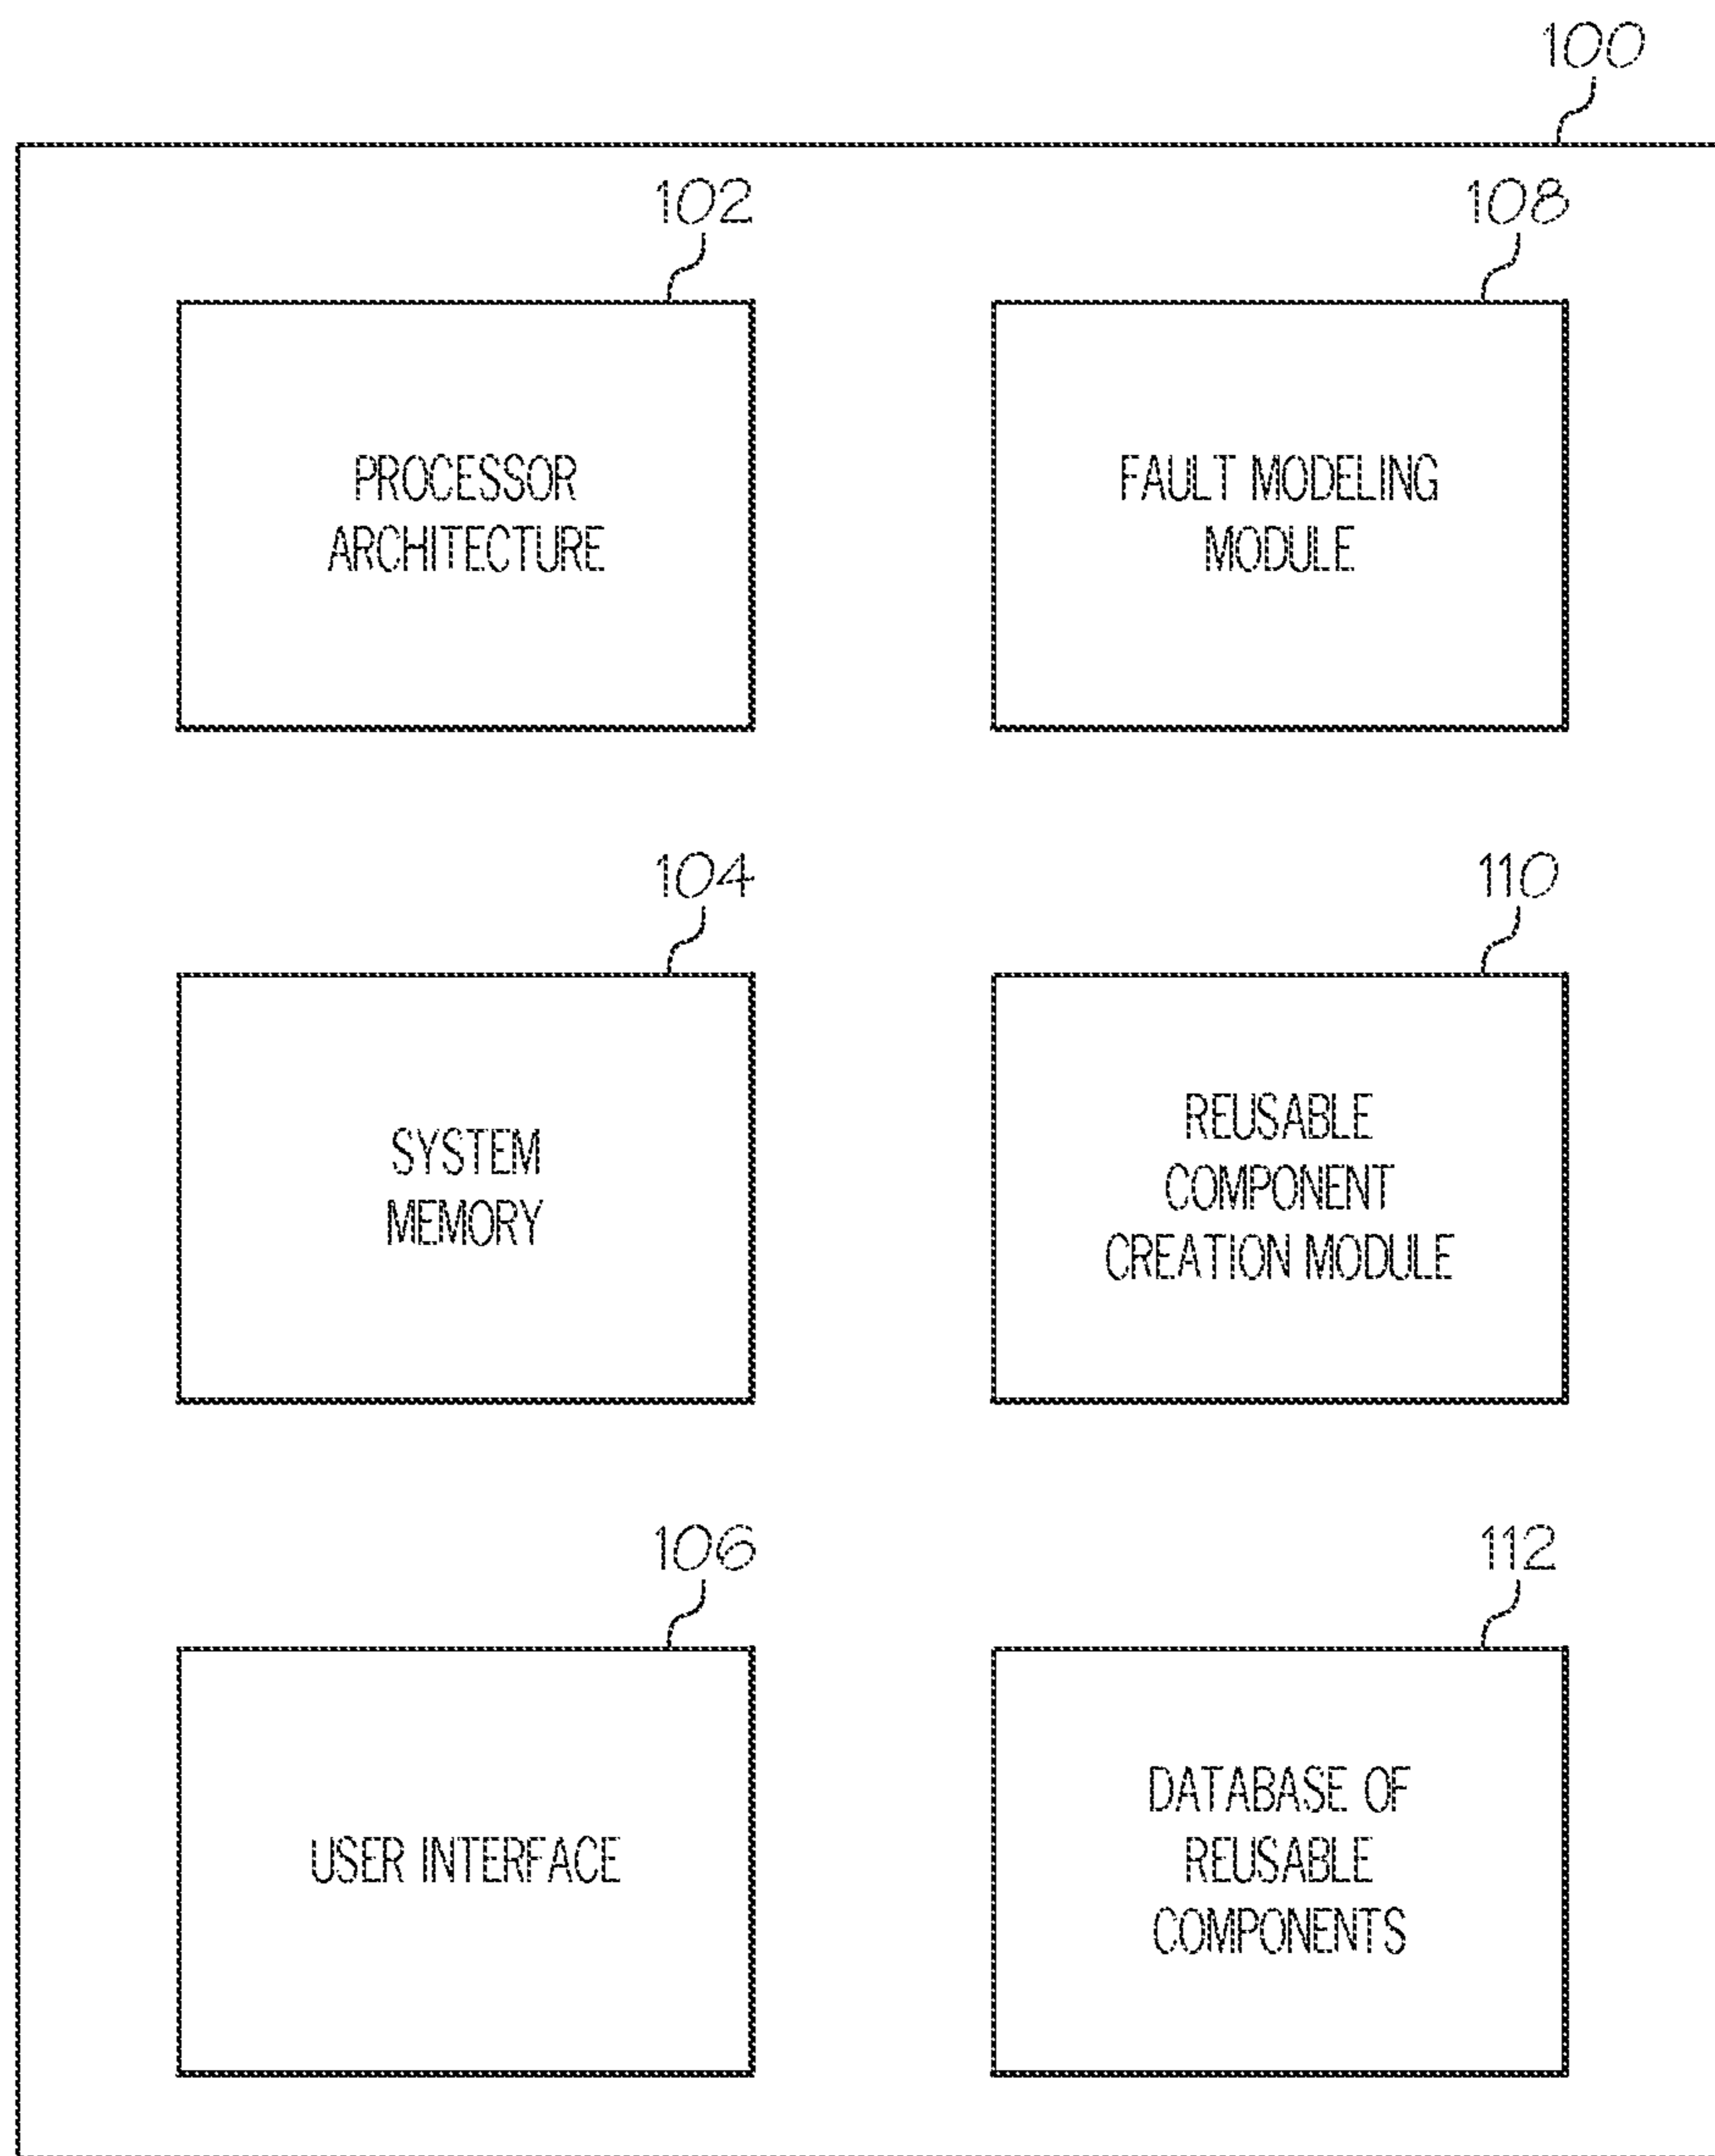 100
102
108
PROCESSOR
ARCHITECTURE
FAULT MODELING
MODULE
104
110
SYSTEM
MEMORY
REUSABLE
COMPONENT
CREATION MODULE
106
112
USER INTERFACE
DATABASE OF
REUSABLE
COMPONENTS